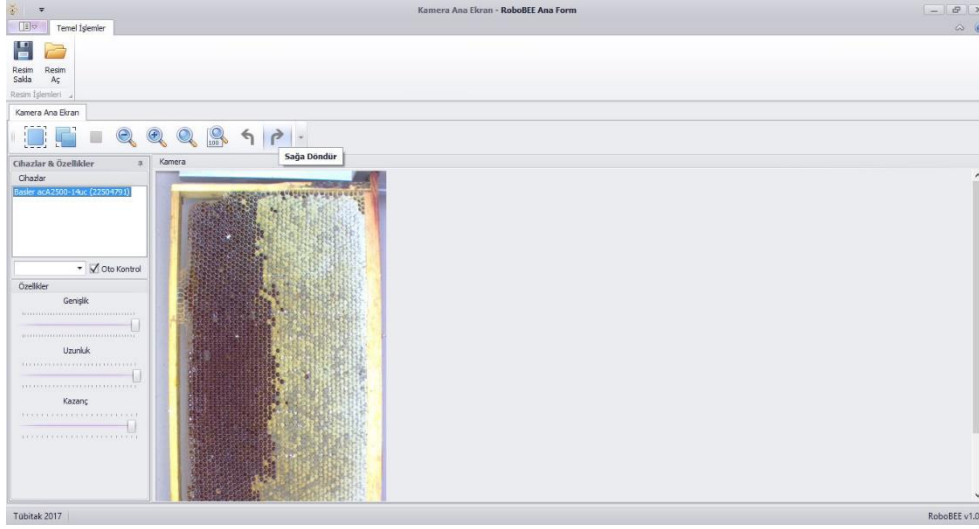 Kamera Ana Ekran - RoboBEE Ana Form
Temel İşlemler
Resim Sakla
Resim Aç
Resim İşlemleri
Kamera Ana Ekran
100
Sağa Döndür
Cihazlar & Özellikler
Kamera
Cihazlar
Basler acA2500-14uc (22504791)
Oto Kontrol
Özellikler
Genişlik
Uzunluk
Kazanç
Tübitak 2017
RoboBEE v1.0